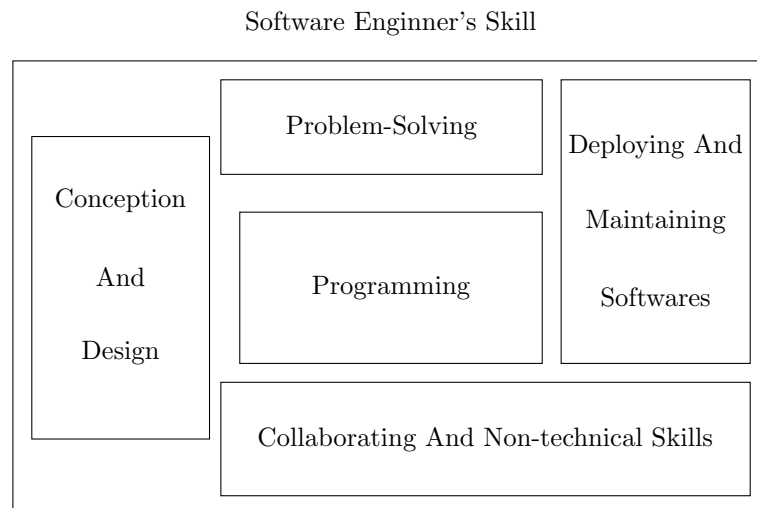 Software Enginner's Skill
Problem-Solving
Deploying And
Maintaining
Softwares
Conception
And
Design
Programming
Collaborating And Non-technical Skills